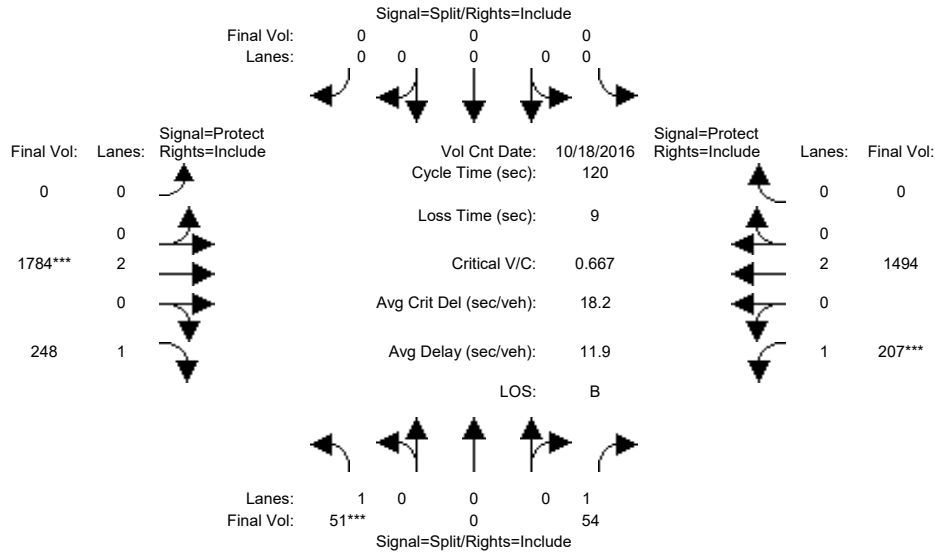 Signal=Split/Rights=Include
Final Vol: 0 0 0
Lanes: 0 0 0 0 0
Signal=Protect Signal=Protect
Final Vol: Lanes: Rights=Include Vol Cnt Date: 10/18/2016 Rights=Include Lanes: Final Vol:
Cycle Time (sec): 120
0 0 0 0
Loss Time (sec): 9
0 0
1784*** 2 Critical V/C: 0.667 2 1494
0 Avg Crit Del (sec/veh): 18.2 0
248 1 Avg Delay (sec/veh): 11.9 1 207***
LOS: B
Lanes: 1 0 0 0 1
Final Vol: 51*** 0 54
Signal=Split/Rights=Include